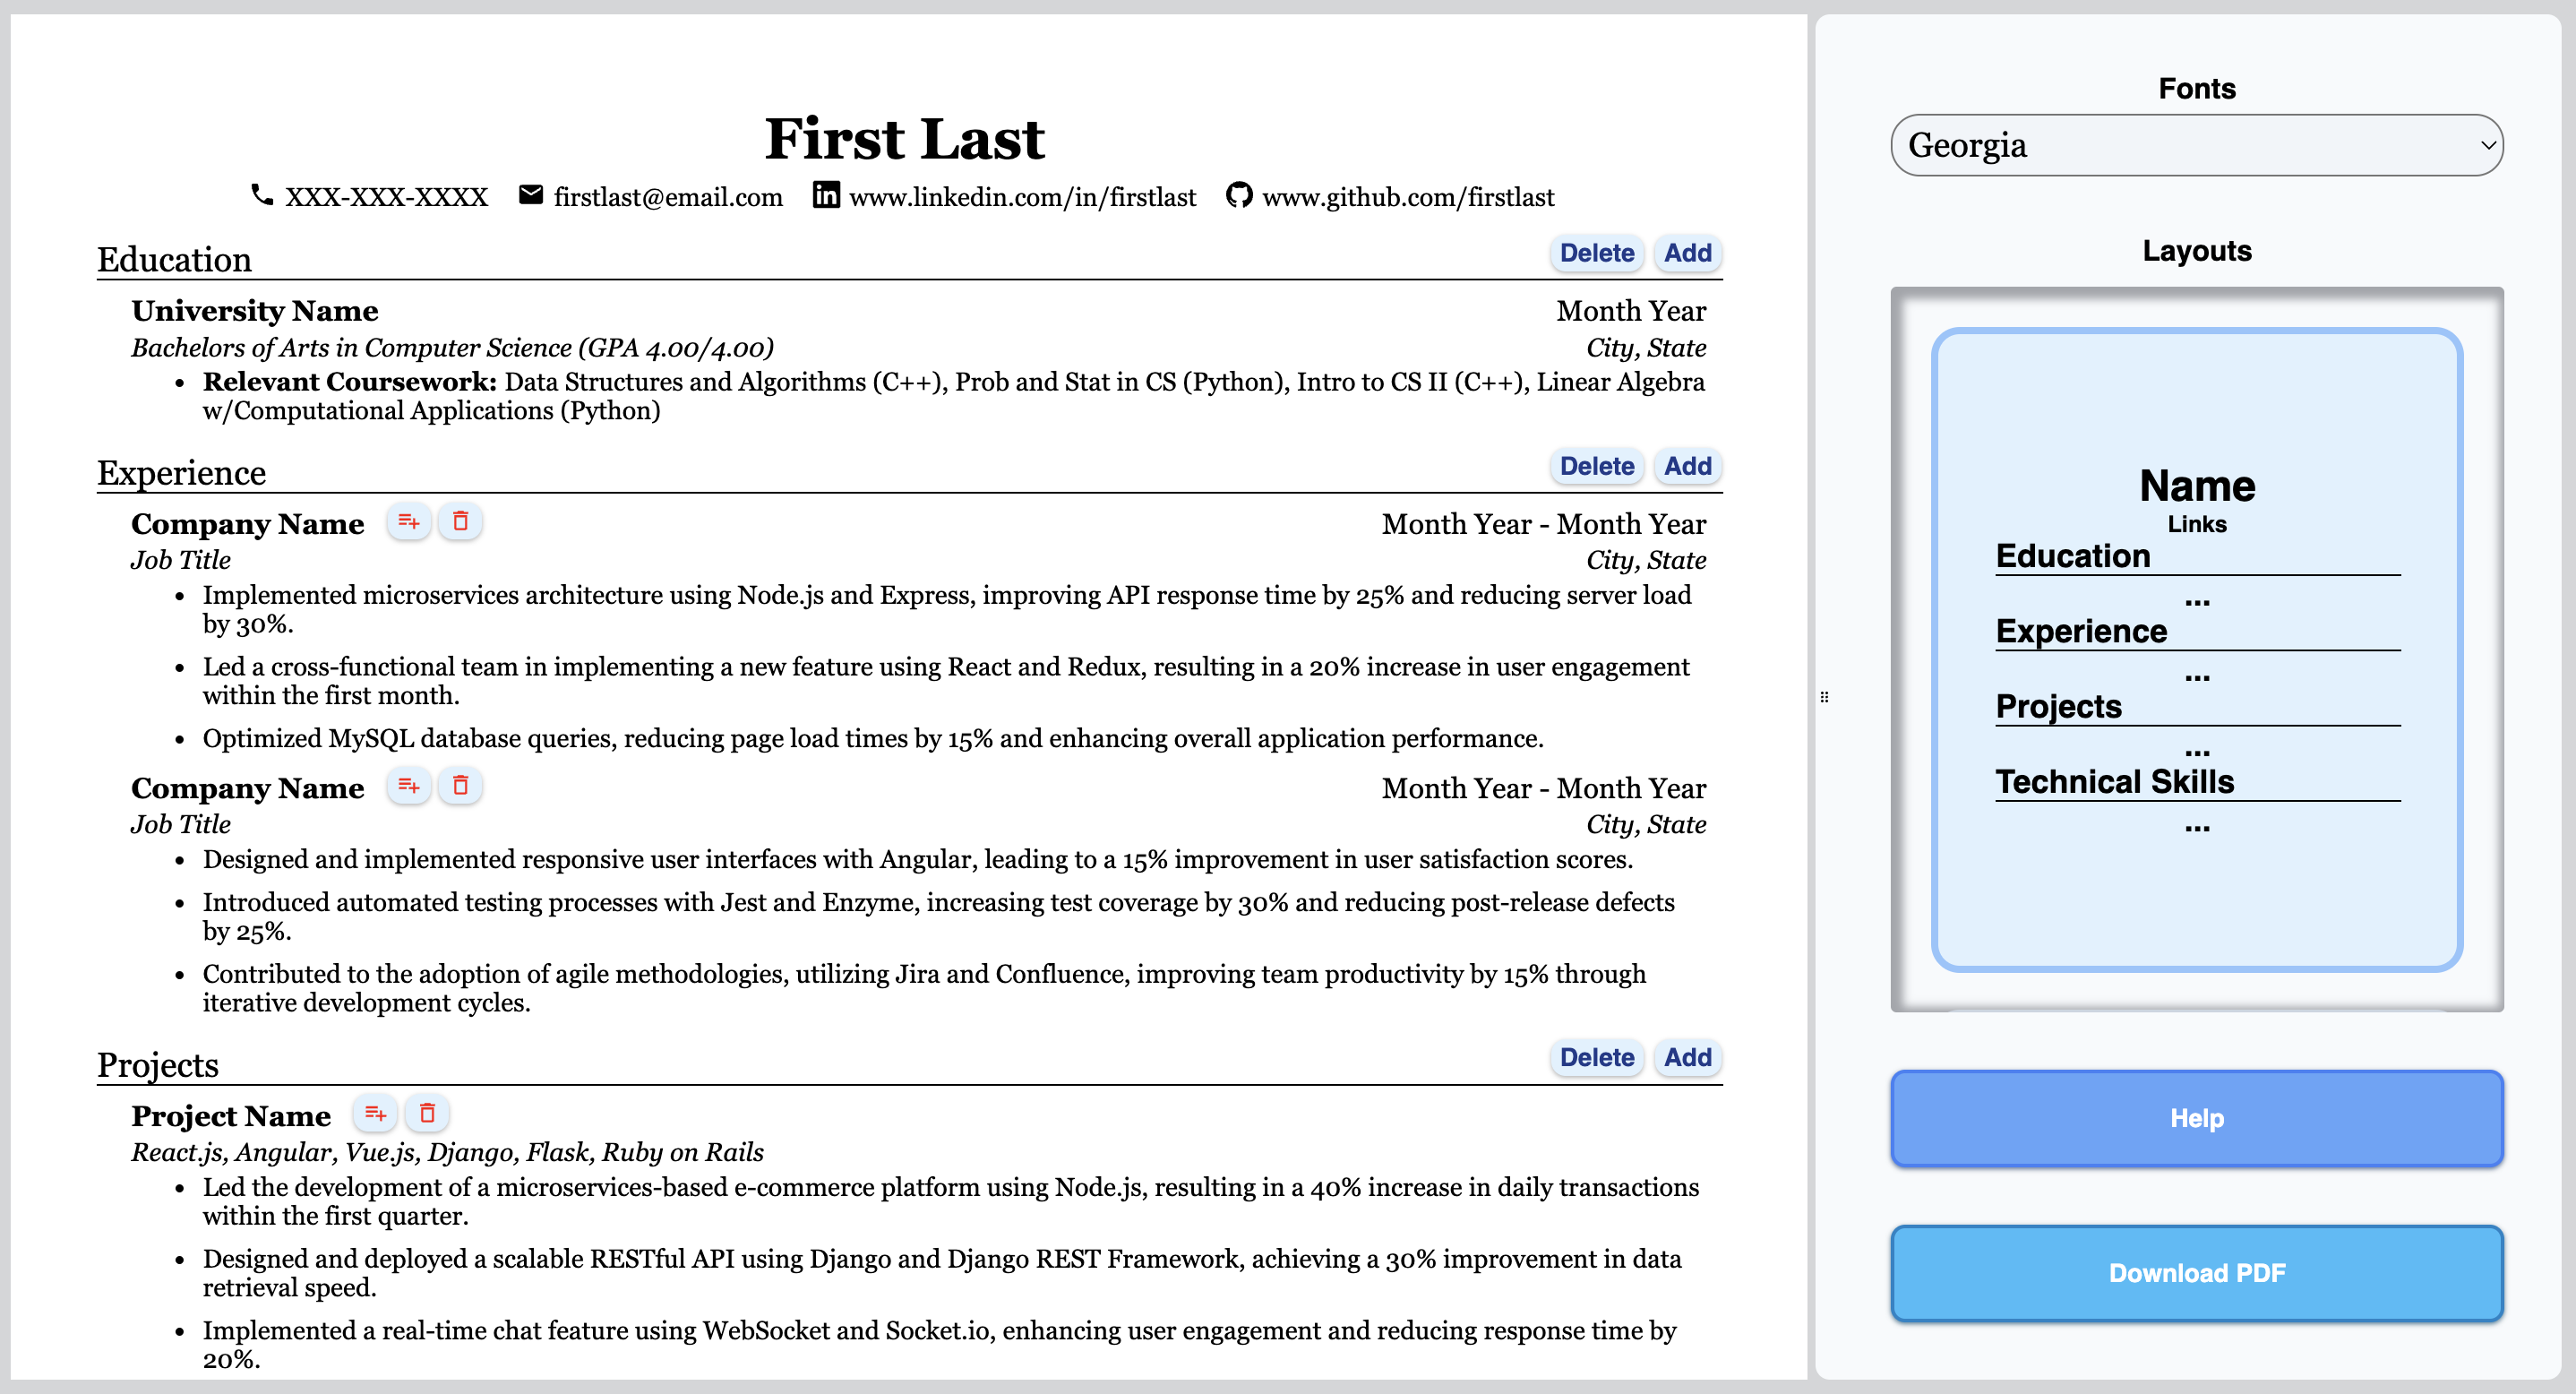 First Last
XXX-XXX-XXXX firstlast@email.com www.linkedin.com/in/firstlast www.github.com/firstlast
Education Delete Add
University Name Month Year
Bachelors of Arts in Computer Science (GPA 4.00/4.00) City, State
• Relevant Coursework: Data Structures and Algorithms (C++), Prob and Stat in CS (Python), Intro to CS II (C++), Linear Algebra
w/Computational Applications (Python)
Experience Delete Add
Company Name Month Year - Month Year
Job Title City, State
• Implemented microservices architecture using Node.js and Express, improving API response time by 25% and reducing server load
by 30%.
• Led a cross-functional team in implementing a new feature using React and Redux, resulting in a 20% increase in user engagement
within the first month.
• Optimized MySQL database queries, reducing page load times by 15% and enhancing overall application performance.
Company Name Month Year - Month Year
Job Title City, State
• Designed and implemented responsive user interfaces with Angular, leading to a 15% improvement in user satisfaction scores.
• Introduced automated testing processes with Jest and Enzyme, increasing test coverage by 30% and reducing post-release defects
by 25%.
• Contributed to the adoption of agile methodologies, utilizing Jira and Confluence, improving team productivity by 15% through
iterative development cycles.
Projects Delete Add
Project Name
React.js, Angular, Vue.js, Django, Flask, Ruby on Rails
• Led the development of a microservices-based e-commerce platform using Node.js, resulting in a 40% increase in daily transactions
within the first quarter.
• Designed and deployed a scalable RESTful API using Django and Django REST Framework, achieving a 30% improvement in data
retrieval speed.
• Implemented a real-time chat feature using WebSocket and Socket.io, enhancing user engagement and reducing response time by
20%.
Fonts
Georgia
Layouts
Name
Links
Education
...
Experience
...
Projects
...
Technical Skills
...
Help
Download PDF